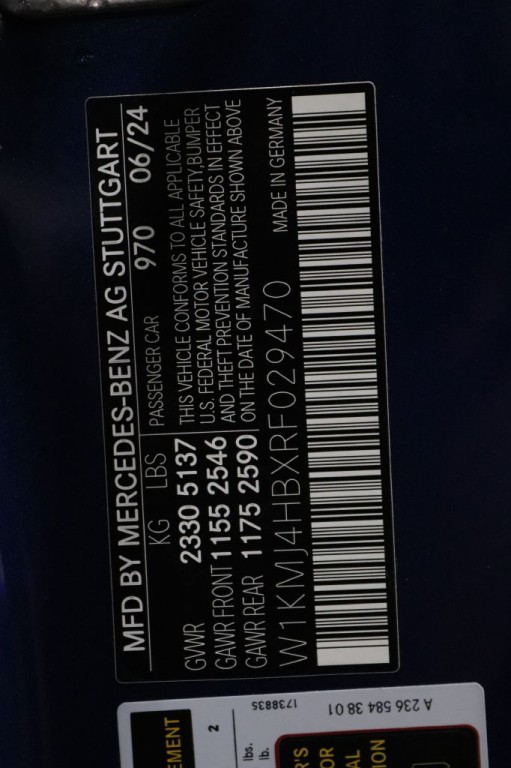 MFD BY MERCEDES-BENZ AG STUTTGART
KG LBS PASSENGER CAR 970 06/24
GVWR 2330 5137 THIS VEHICLE CONFORMS TO ALL APPLICABLE
U.S. FEDERAL MOTOR VEHICLE SAFETY,BUMPER
GAWR FRONT 1155 2546 AND THEFT PREVENTION STANDARDS IN EFFECT
GAWR REAR 1175 2590 ON THE DATE OF MANUFACTURE SHOWN ABOVE
W1KMJ4HBXRF029470 MADE IN GERMANY
A 236 584 38 01
1738835
EMENT
2
lbs.
lb.
R'S
OR
AL
ION